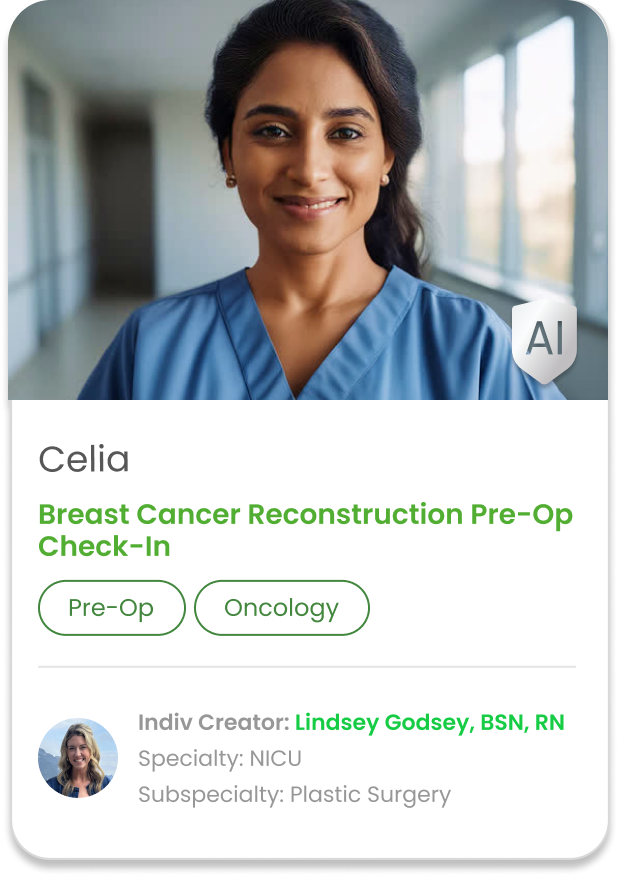 AI
Celia
Breast Cancer Reconstruction Pre-Op
Check-In
Pre-Op Oncology
Indiv Creator: Lindsey Godsey, BSN, RN
Specialty: NICU
Subspecialty: Plastic Surgery